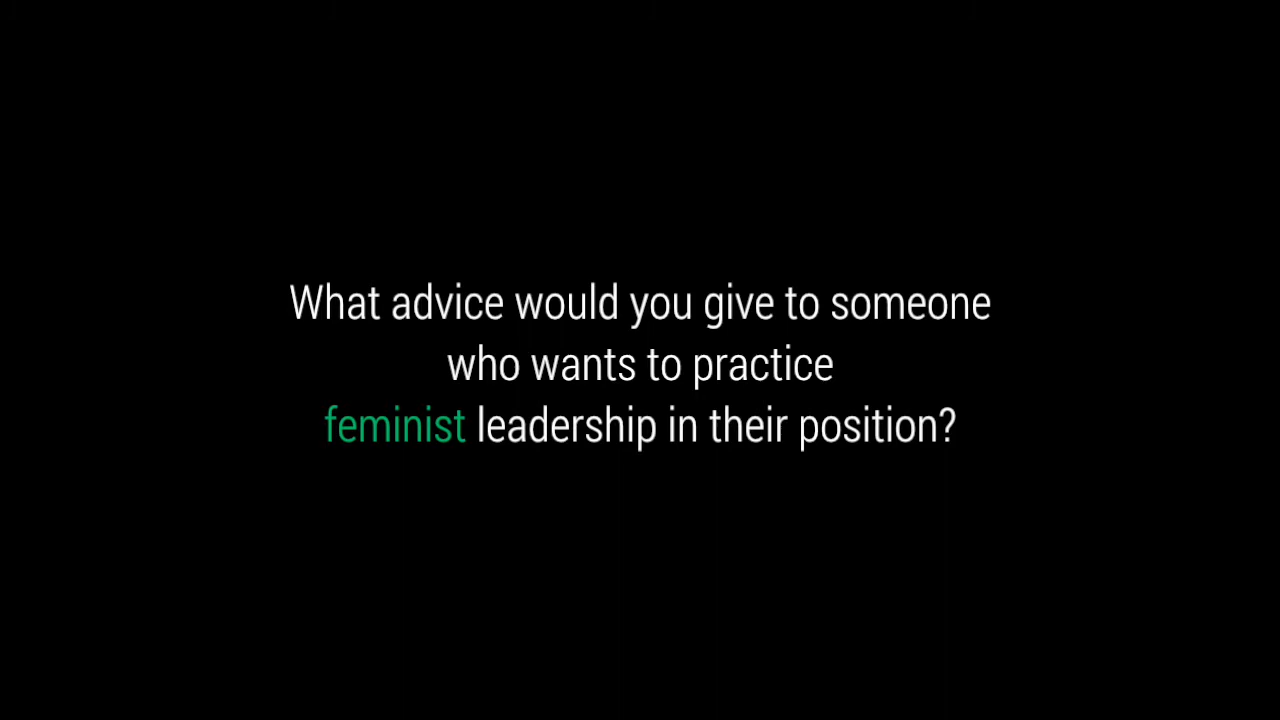 What advice would you give to someone
who wants to practice
feminist leadership in their position?